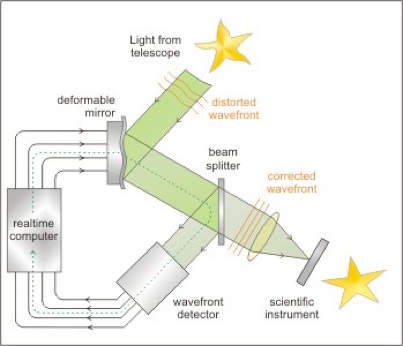 Light from
telescope
distorted
wavefront
deformable
mirror
beam
splitter
corrected
wavefront
realtime
computer
wavefront
detector
scientific
instrument